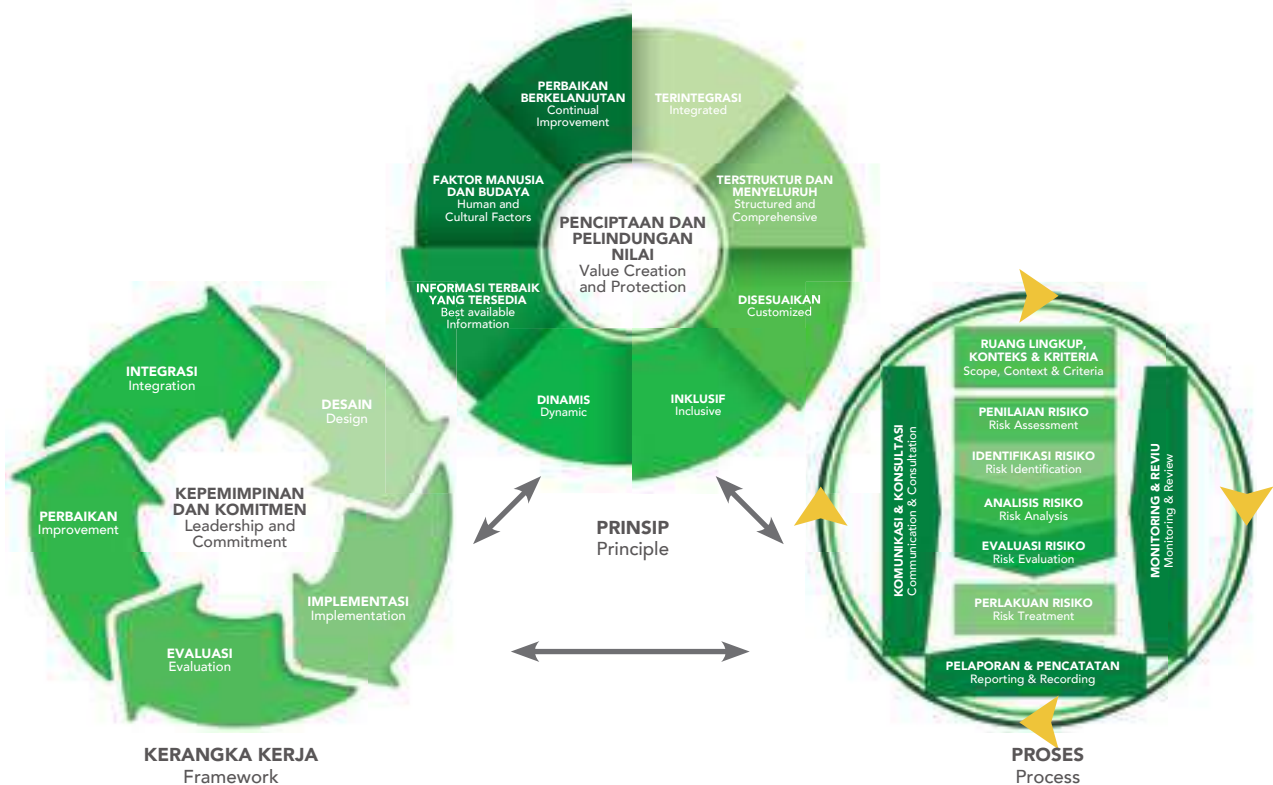 PERBAIKAN
BERKELANJUTAN
Continual
Improvement
TERINTEGRASI
Integrated
FAKTOR MANUSIA
DAN BUDAYA
Human and
Cultural Factors
TERSTRUKTUR DAN
MENYELURUH
Structured and
Comprehensive
PENCIPTAAN DAN
PELINDUNGAN
NILAI
Value Creation
and Protection
INFORMASI TERBAIK
YANG TERSEDIA
Best available
Information
DISESUAIKAN
Customized
DINAMIS
Dynamic
INKLUSIF
Inclusive
PRINSIP
Principle
INTEGRASI
Integration
DESAIN
Design
PERBAIKAN
Improvement
KEPEMIMPINAN
DAN KOMITMEN
Leadership and
Commitment
IMPLEMENTASI
Implementation
EVALUASI
Evaluation
KERANGKA KERJA
Framework
RUANG LINGKUP,
KONTEKS & KRITERIA
Scope, Context & Criteria
PENILAIAN RISIKO
Risk Assessment
IDENTIFIKASI RISIKO
Risk Identification
ANALISIS RISIKO
Risk Analysis
EVALUASI RISIKO
Risk Evaluation
PERLAKUAN RISIKO
Risk Treatment
KOMUNIKASI & KONSULTASI
Communication & Consultation
MONITORING & REVIU
Monitoring & Review
PELAPORAN & PENCATATAN
Reporting & Recording
PROSES
Process